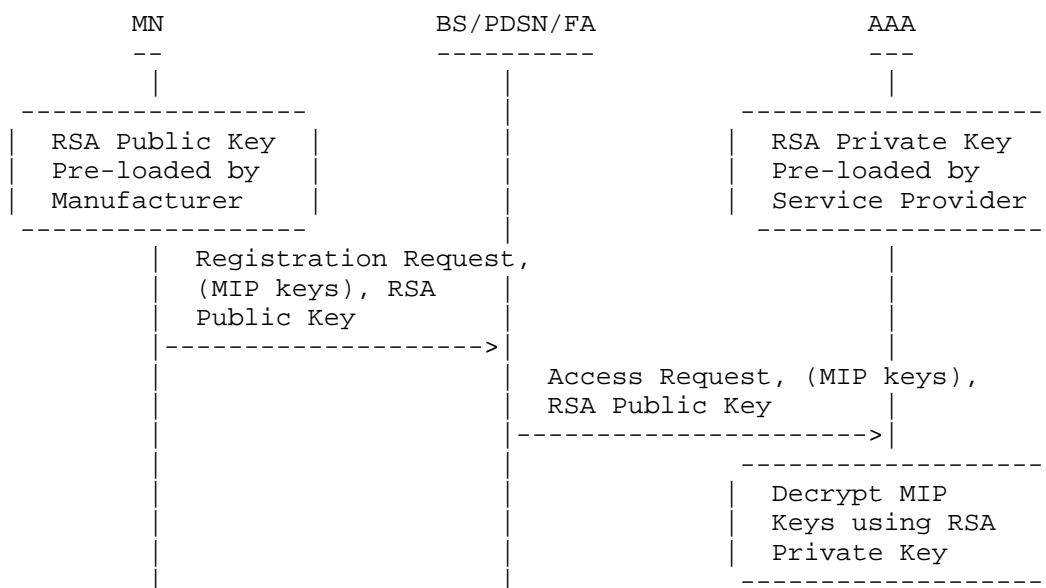 MN BS/PDSN/FA AAA
RSA Public Key
Pre-loaded by
Manufacturer
RSA Private Key
Pre-loaded by
Service Provider
Registration Request,
(MIP keys), RSA
Public Key
Access Request, (MIP keys),
RSA Public Key
Decrypt MIP
Keys using RSA
Private Key